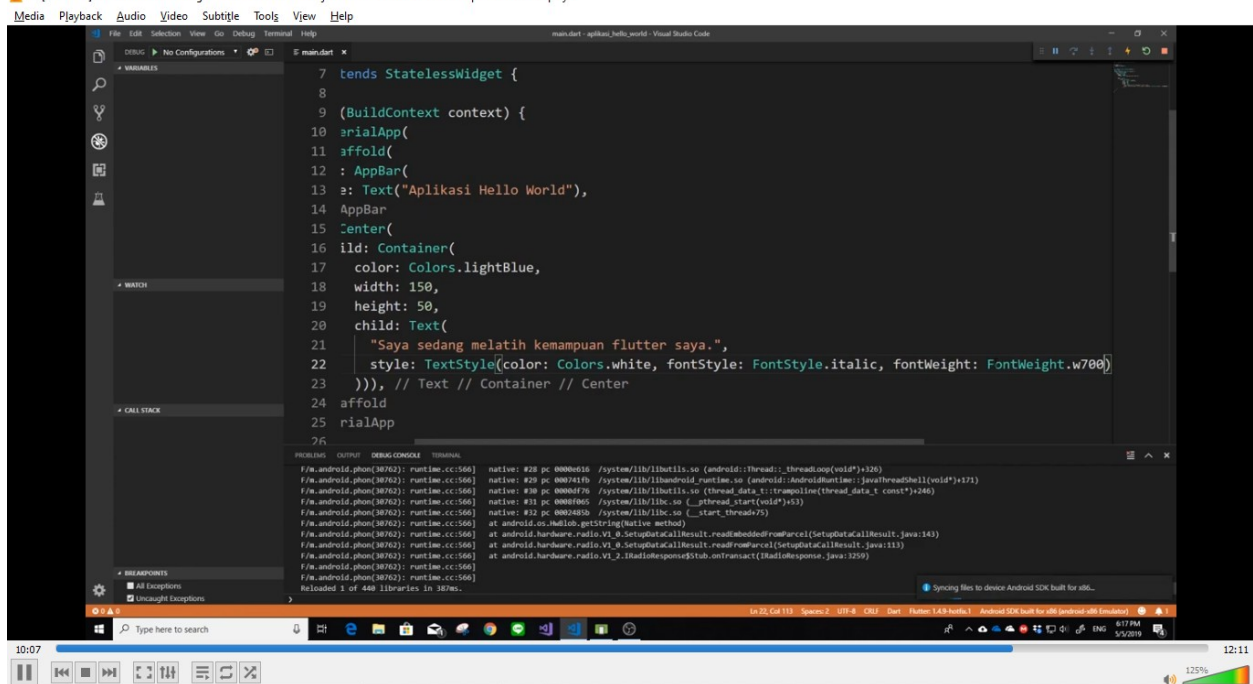 Media Playback Audio Video Subtitle Tools View Help
File Edit Selection View Go Debug Terminal Help
main.dart - aplikasi_hello_world - Visual Studio Code
DEBUG No Configurations
main.dart
VARIABLES
7 tends StatelessWidget {
8
9 (BuildContext context) {
10 erialApp(
11 affold(
12 : AppBar(
13 e: Text("Aplikasi Hello World"),
14 AppBar
15 Center(
16 ild: Container(
17 color: Colors.lightBlue,
18 width: 150,
19 height: 50,
20 child: Text(
21 "Saya sedang melatih kemampuan flutter saya.",
22 style: TextStyle(color: Colors.white, fontStyle: FontStyle.italic, fontWeight: FontWeight.w700)
23 ))), // Text // Container // Center
24 affold
25 rialApp
26
WATCH
CALL STACK
BREAKPOINTS
All Exceptions
Uncaught Exceptions
PROBLEMS OUTPUT DEBUG CONSOLE TERMINAL
F/m.android.phon(30762): runtime.cc:566] native: #28 pc 0000e616 /system/lib/libutils.so (android::Thread::_threadLoop(void*)+326)
F/m.android.phon(30762): runtime.cc:566] native: #29 pc 000741fb /system/lib/libandroid_runtime.so (android::AndroidRuntime::javaThreadShell(void*)+171)
F/m.android.phon(30762): runtime.cc:566] native: #30 pc 0000df76 /system/lib/libutils.so (thread_data_t::trampoline(thread_data_t const*)+246)
F/m.android.phon(30762): runtime.cc:566] native: #31 pc 0008f065 /system/lib/libc.so (__pthread_start(void*)+53)
F/m.android.phon(30762): runtime.cc:566] native: #32 pc 0002485b /system/lib/libc.so (__start_thread+75)
F/m.android.phon(30762): runtime.cc:566] at android.os.HwBlob.getString(Native method)
F/m.android.phon(30762): runtime.cc:566] at android.hardware.radio.V1_0.SetupDataCallResult.readEmbeddedFromParcel(SetupDataCallResult.java:143)
F/m.android.phon(30762): runtime.cc:566] at android.hardware.radio.V1_0.SetupDataCallResult.readFromParcel(SetupDataCallResult.java:113)
F/m.android.phon(30762): runtime.cc:566] at android.hardware.radio.V1_2.IRadioResponse$Stub.onTransact(IRadioResponse.java:3259)
F/m.android.phon(30762): runtime.cc:566]
F/m.android.phon(30762): runtime.cc:566]
Reloaded 1 of 440 libraries in 387ms.
Syncing files to device Android SDK built for x86...
0 0 Ln 22, Col 113 Spaces: 2 UTF-8 CRLF Dart Flutter: 1.4.9-hotfix.1 Android SDK built for x86 (android-x86 Emulator) 1
Type here to search
ENG 6:17 PM
5/5/2019
10:07 12:11
125%